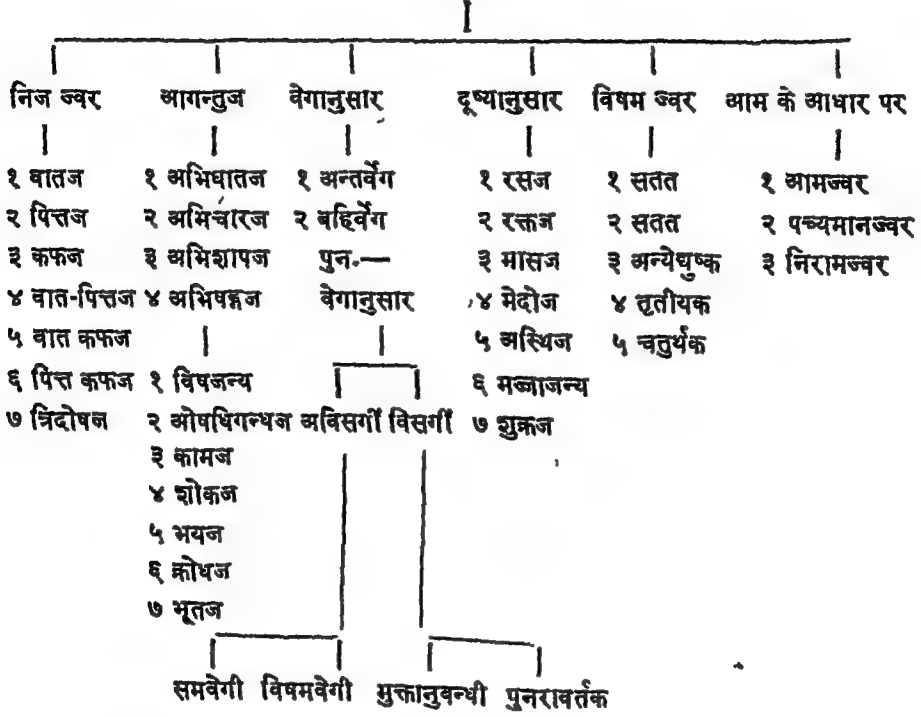 निज ज्वर आगन्तुज वेगानुसार दूष्यानुसार विषम ज्वर आम के आधार पर
१ वातज १ अभिघातज १ अन्तर्वेग १ रसज १ सतत १ आमज्वर
२ पित्तज २ अभिचारज २ बहिर्वेग २ रक्तज २ सतत २ पच्यमानज्वर
३ कफज ३ अभिशापज पुन.— ३ मासज ३ अन्येधुष्क ३ निरामज्वर
४ वात-पित्तज ४ अभिषङ्गज वेगानुसार ४ मेदोज ४ तृतीयक
५ वात कफज ५ अस्थिज ५ चतुर्थक
६ पित्त कफज १ विषजन्य ६ मज्जाजन्य
७ त्रिदोषज २ ओषधिगन्धज अविसर्गी विसर्गी ७ शुक्रज
३ कामज
४ शोकज
५ भयज
६ क्रोधज
७ भूतज
समवेगी विषमवेगी मुक्तानुबन्धी पुनरावर्तक